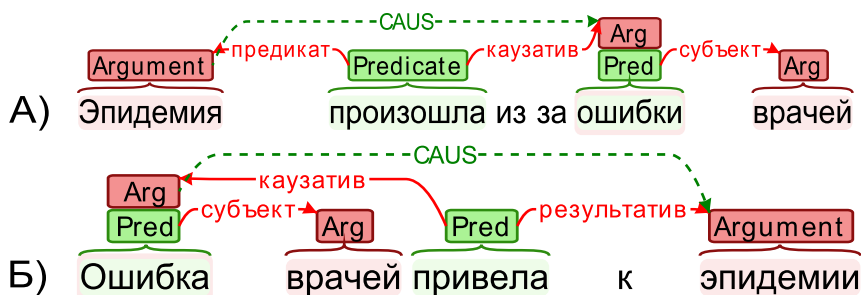 CAUS
Arg
Argument предикат Predicate каузатив Pred субъект Arg
А) Эпидемия произошла из за ошибки врачей
CAUS
Arg каузатив
Pred субъект Arg Pred результатив Argument
Б) Ошибка врачей привела к эпидемии